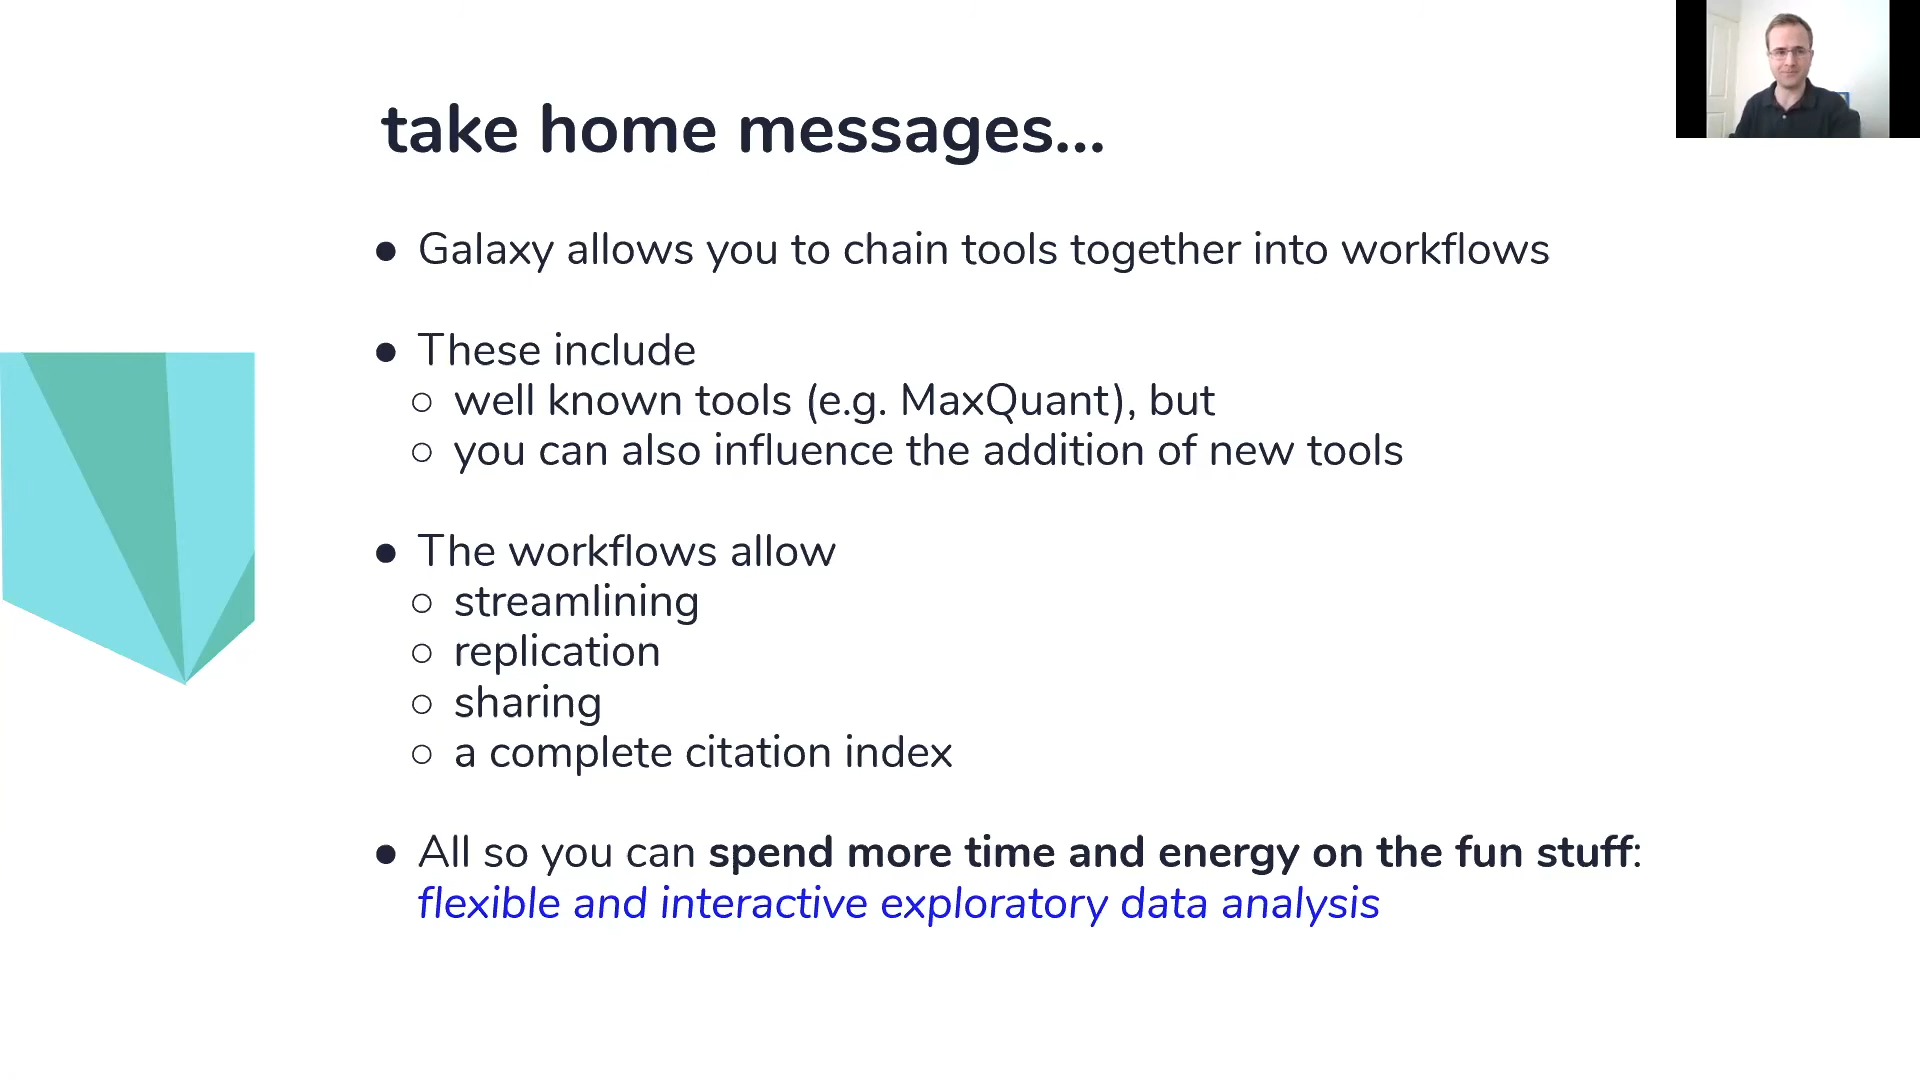 take home messages...
● Galaxy allows you to chain tools together into workflows
● These include
○ well known tools (e.g. MaxQuant), but
○ you can also influence the addition of new tools
● The workflows allow
○ streamlining
○ replication
○ sharing
○ a complete citation index
● All so you can spend more time and energy on the fun stuff:
flexible and interactive exploratory data analysis